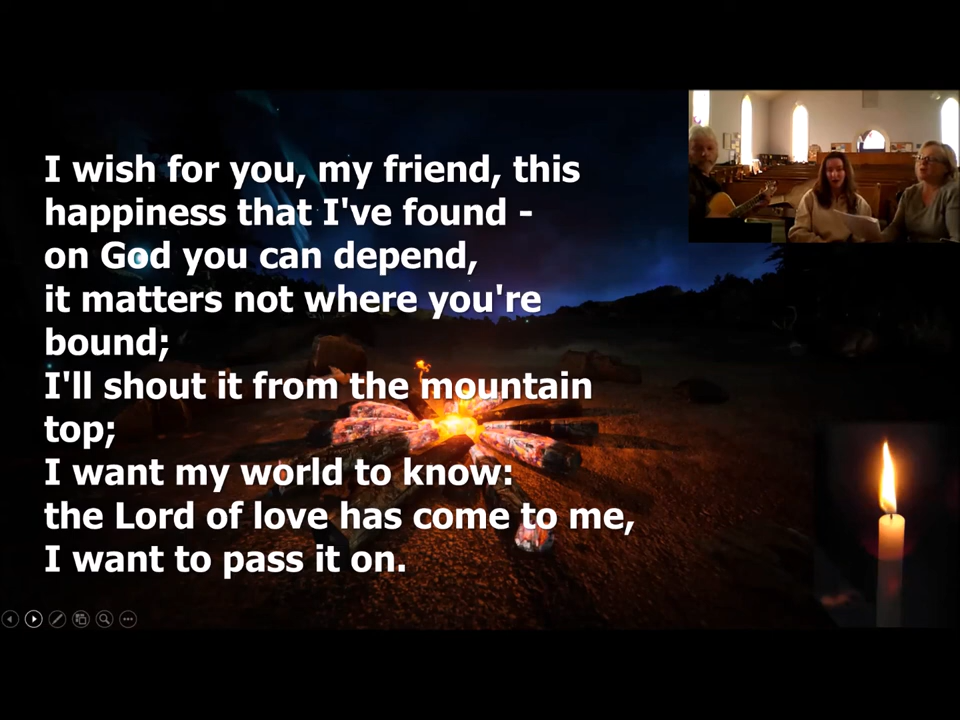 I wish for you, my friend, this
happiness that I've found -
on God you can depend,
it matters not where you're
bound;
I'll shout it from the mountain
top;
I want my world to know:
the Lord of love has come to me,
I want to pass it on.